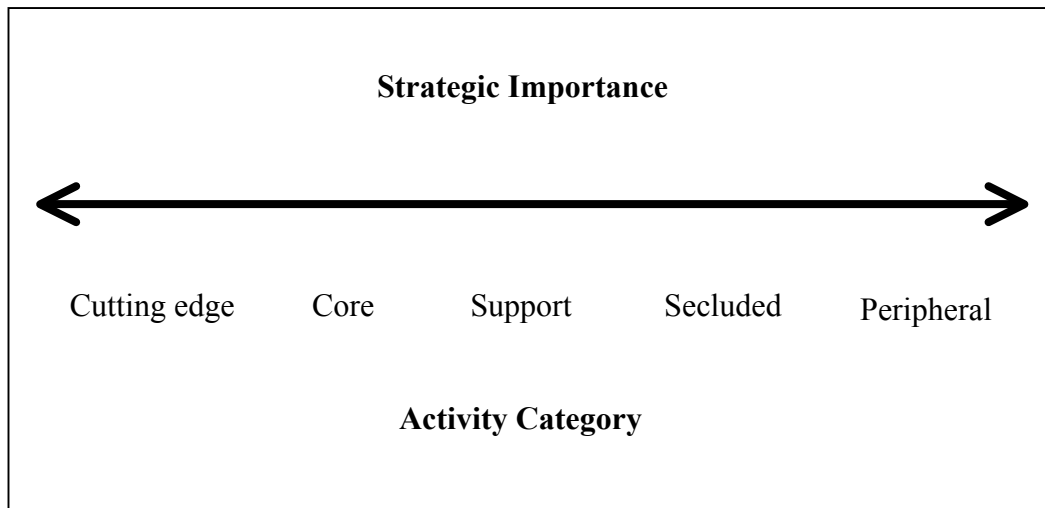 Strategic Importance
Cutting edge Core Support Secluded Peripheral
Activity Category